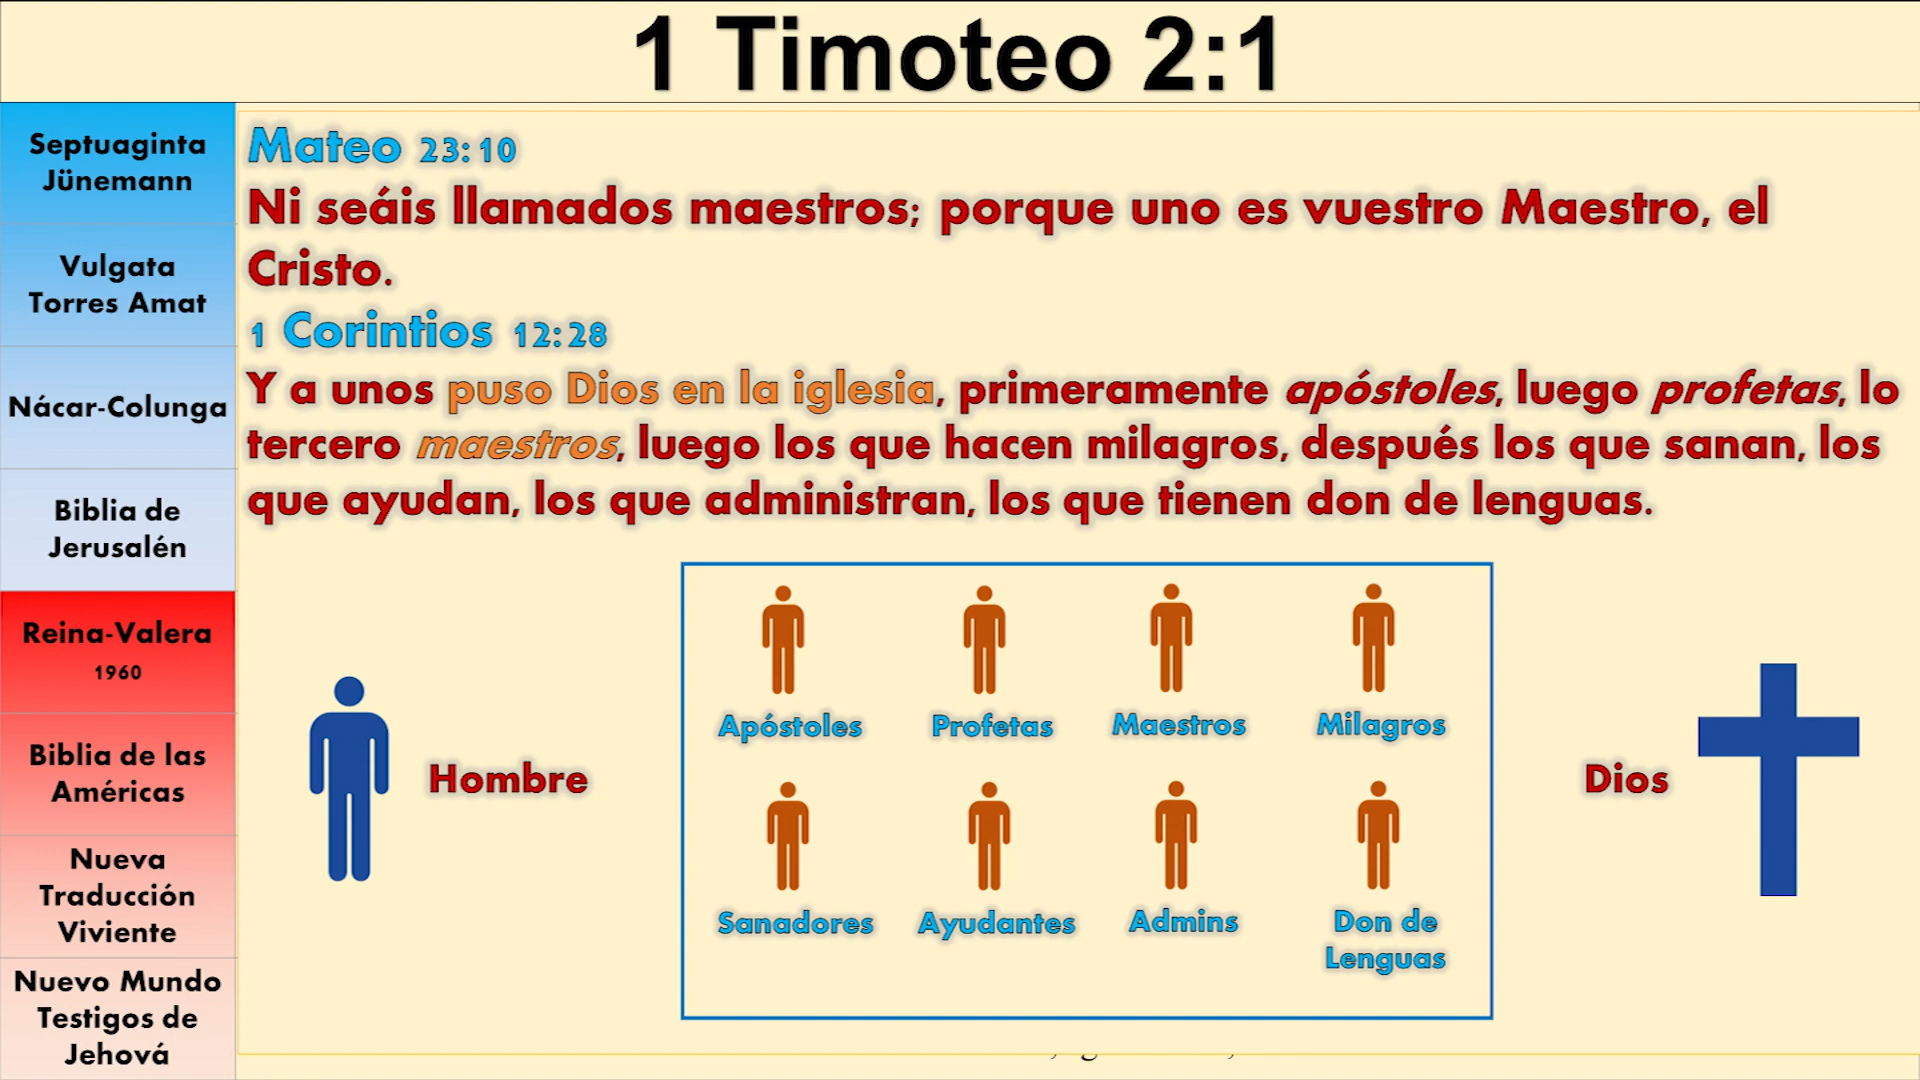 1 Timoteo 2:1
Septuaginta
Jünemann
Vulgata
Torres Amat
Nácar-Colunga
Biblia de
Jerusalén
Reina-Valera
1960
Biblia de las
Américas
Nueva
Traducción
Viviente
Nuevo Mundo
Testigos de
Jehová
Mateo 23:10
Ni seáis llamados maestros; porque uno es vuestro Maestro, el
Cristo.
1 Corintios 12:28
Y a unos puso Dios en la iglesia, primeramente apóstoles, luego profetas, lo
tercero maestros, luego los que hacen milagros, después los que sanan, los
que ayudan, los que administran, los que tienen don de lenguas.
Hombre
Apóstoles
Profetas
Maestros
Milagros
Sanadores
Ayudantes
Admins
Don de
Lenguas
Dios